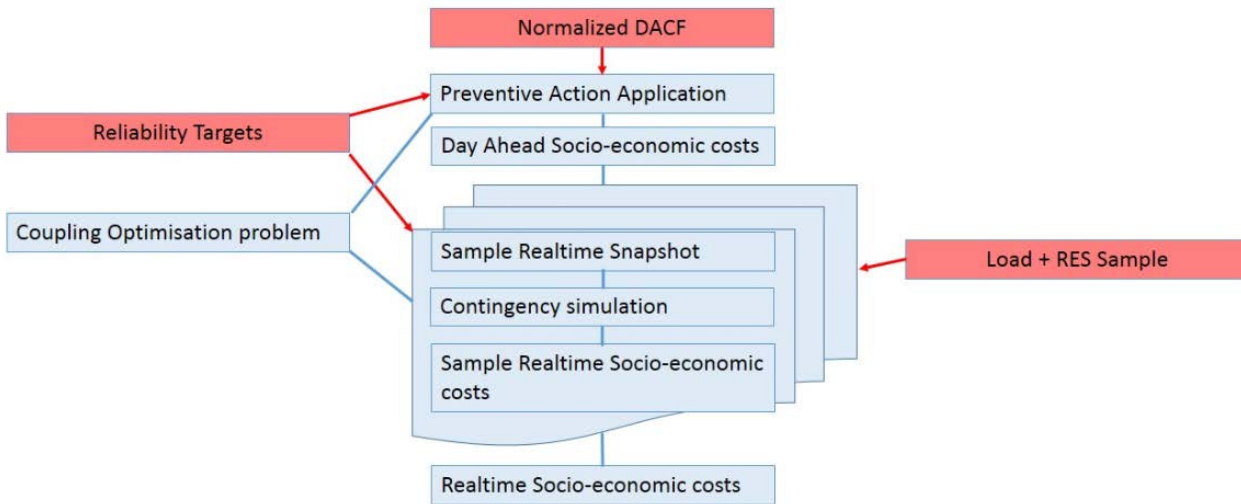 Normalized DACF
Preventive Action Application
Reliability Targets
Day Ahead Socio-economic costs
Coupling Optimisation problem
Sample Realtime Snapshot
Load + RES Sample
Contingency simulation
Sample Realtime Socio-economic
costs
Realtime Socio-economic costs